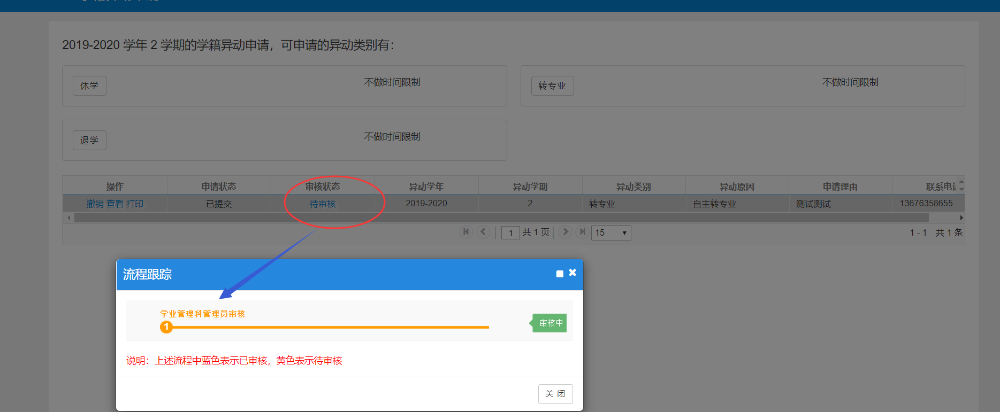 2019-2020 学年 2 学期的学籍异动申请，可申请的异动类别有：
休学 不做时间限制 转专业 不做时间限制
退学 不做时间限制
操作 申请状态 审核状态 异动学年 异动学期 异动类别 异动原因 申请理由 联系电
撤销 查看 打印 已提交 待审核 2019-2020 2 转专业 自主转专业 测试测试 13676358655
1 共 1 页 15 1 - 1 共 1 条
流程跟踪
学业管理科管理员审核
1 审核中
说明：上述流程中蓝色表示已审核，黄色表示待审核
关 闭